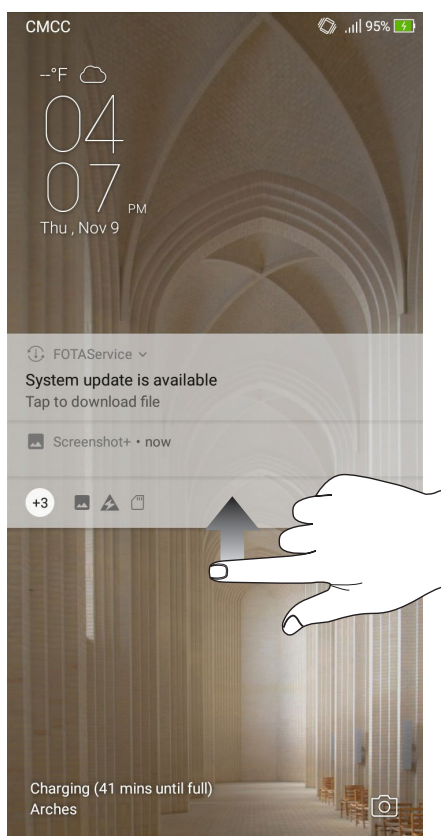 CMCC 95%
--°F
04
07 PM
Thu , Nov 9
FOTAService
System update is available
Tap to download file
Screenshot+ • now
+3
Charging (41 mins until full)
Arches